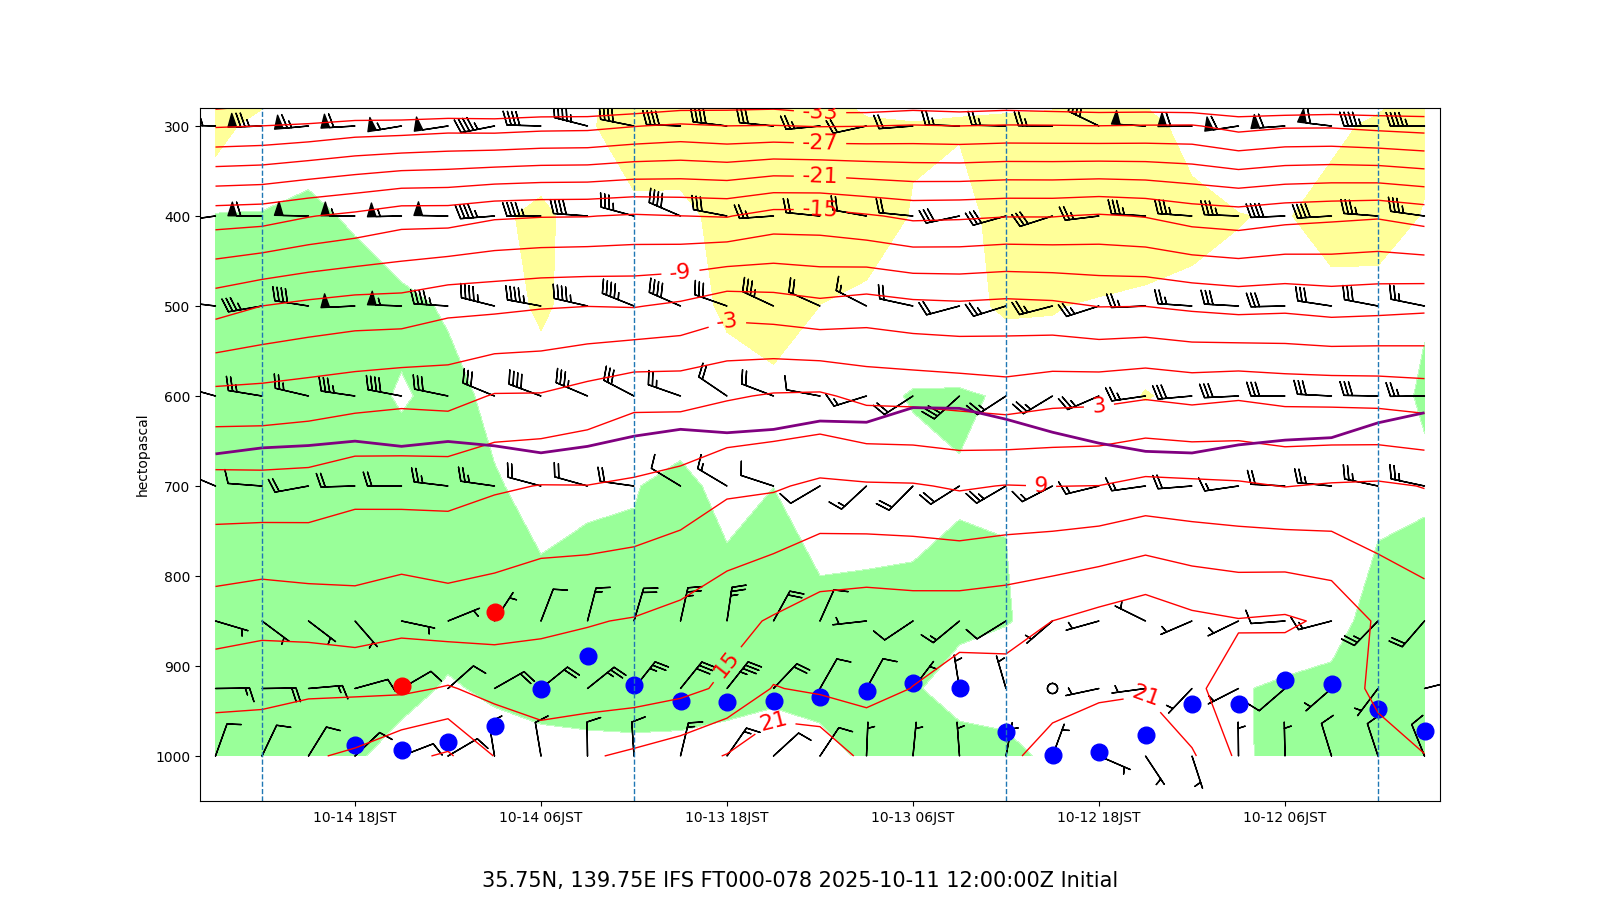 -33
300
-27
-21
400
-15
-9
500
-3
600
3
hectopascal
700
9
800
900
15
21
21
1000
10-14 18JST
10-14 06JST
10-13 18JST
10-13 06JST
10-12 18JST
10-12 06JST
35.75N, 139.75E IFS FT000-078 2025-10-11 12:00:00Z Initial